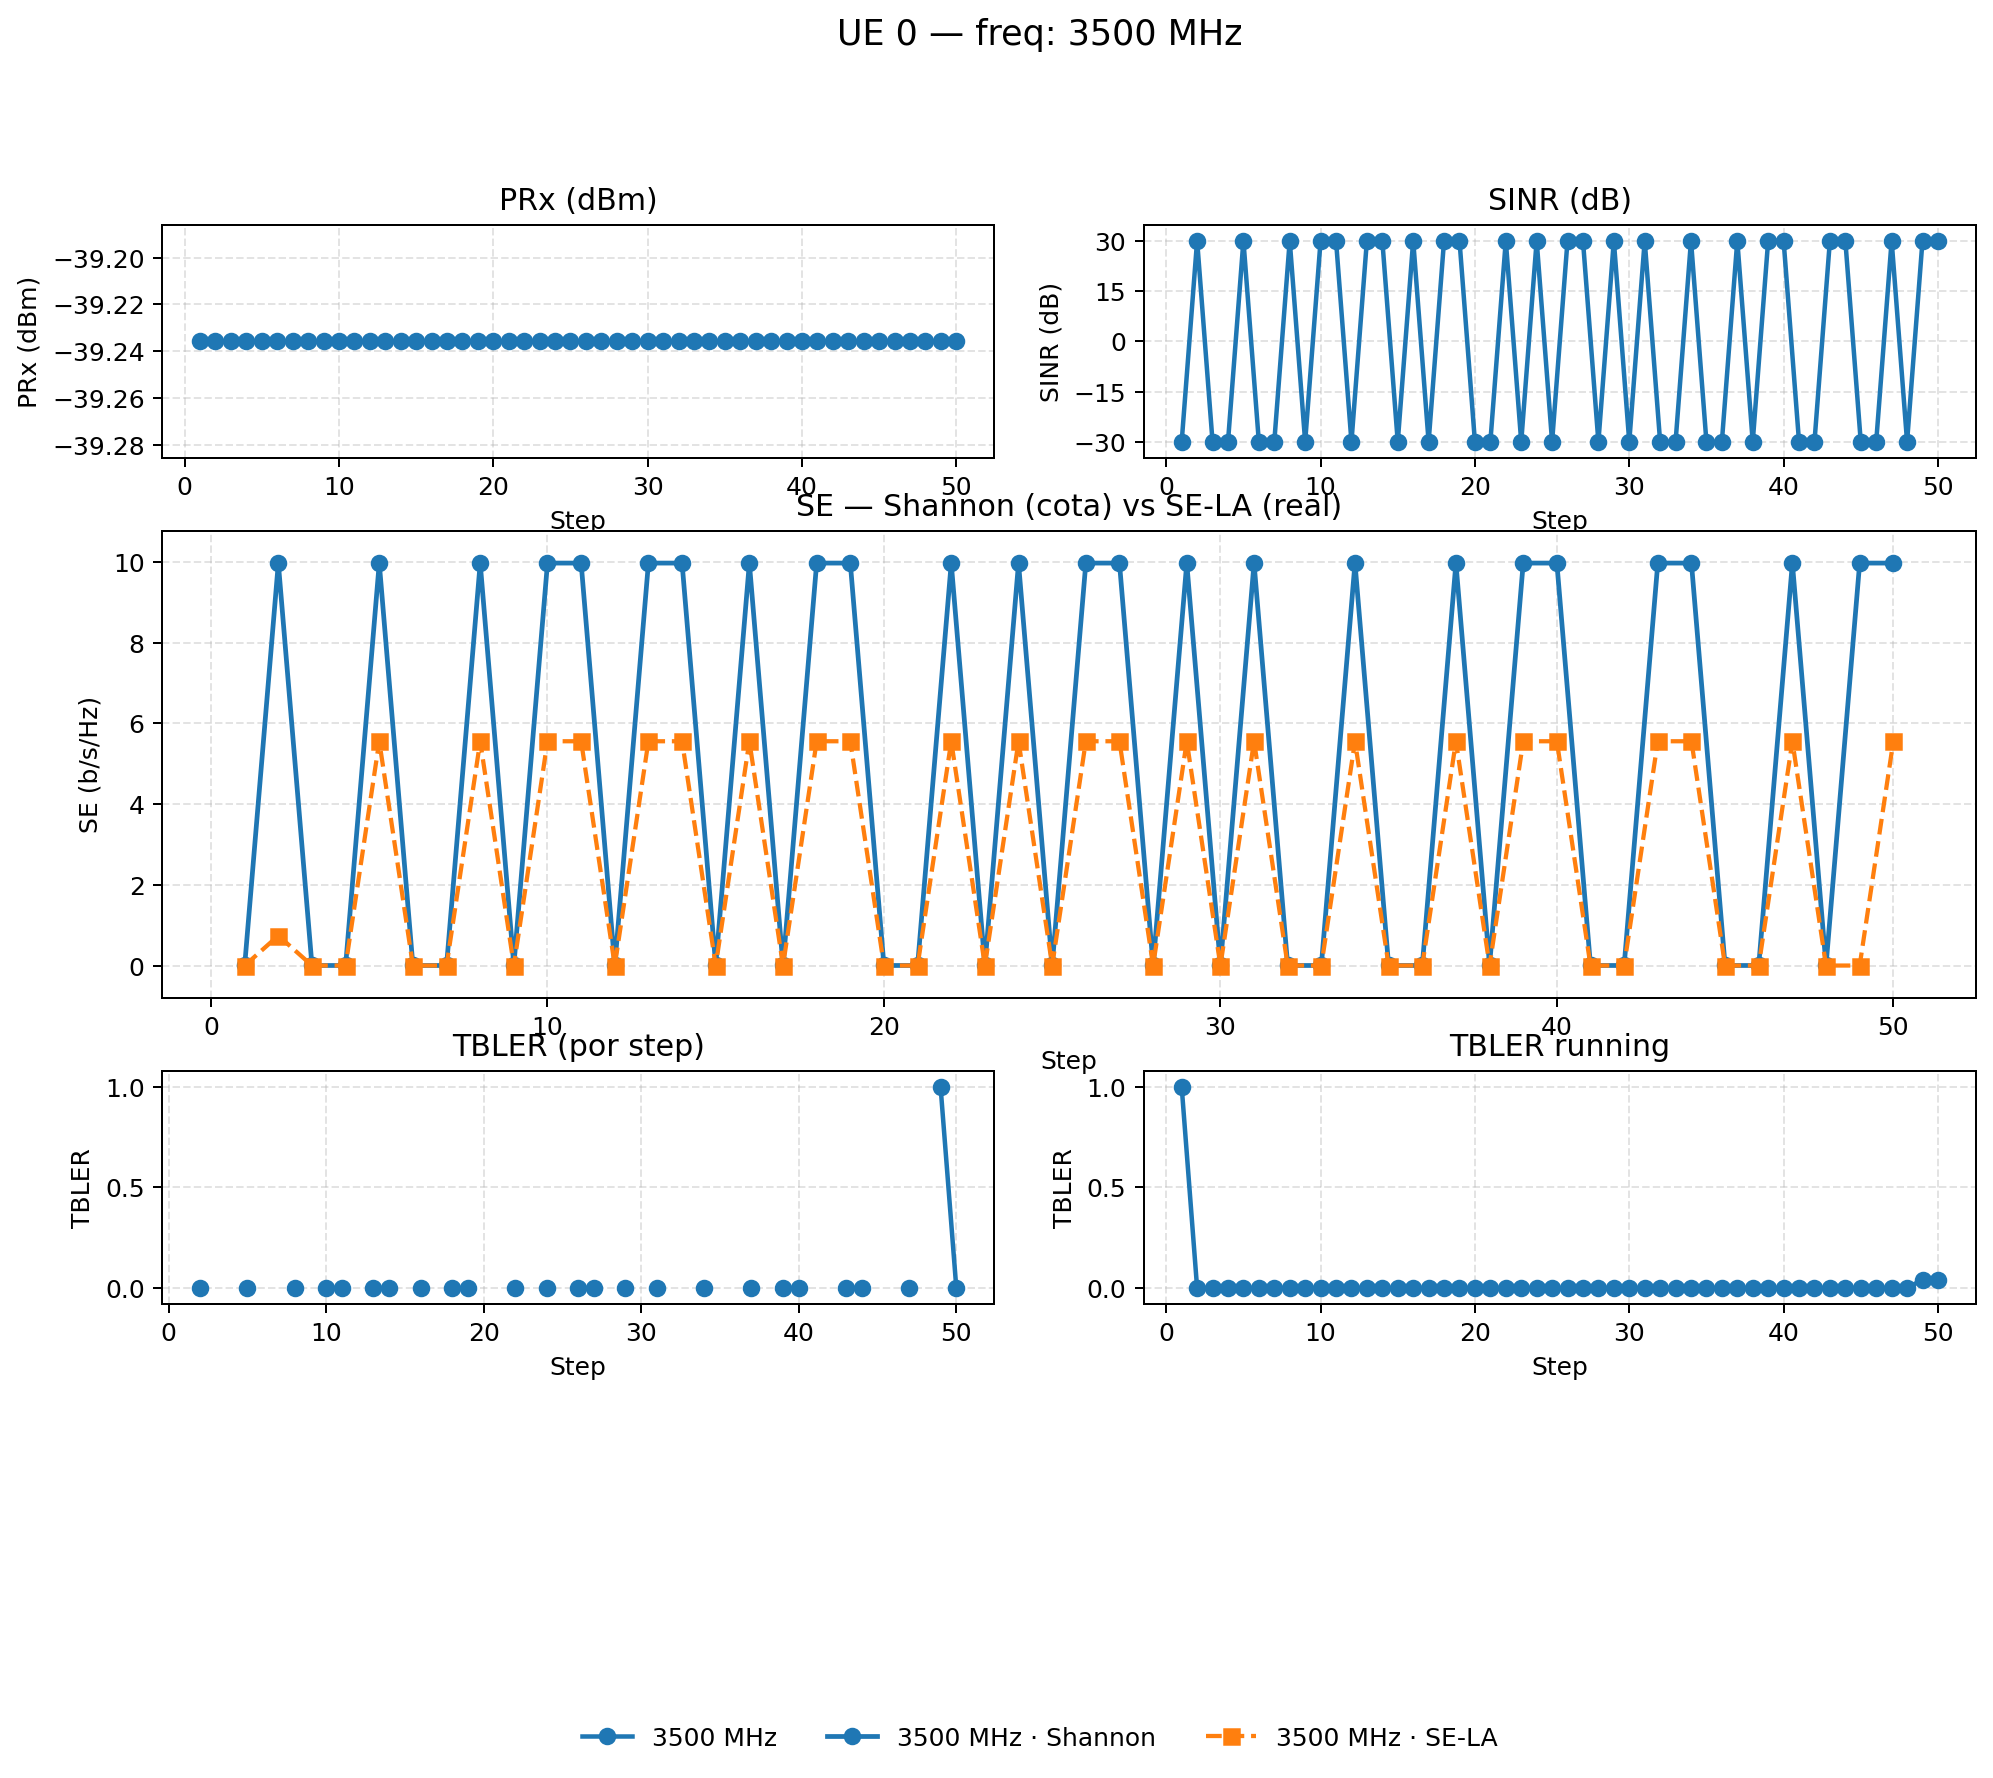 UE 0 — freq: 3500 MHz
PRx (dBm)
PRx (dBm)
−39.20
−39.22
−39.24
−39.26
−39.28
0 10 20 30 40 50
Step
SINR (dB)
SINR (dB)
30
15
0
−15
−30
0 10 20 30 40 50
Step
SE — Shannon (cota) vs SE-LA (real)
SE (b/s/Hz)
10
8
6
4
2
0
0 10 20 30 40 50
Step
TBLER (por step)
TBLER
1.0
0.5
0.0
0 10 20 30 40 50
Step
TBLER running
TBLER
1.0
0.5
0.0
0 10 20 30 40 50
Step
3500 MHz 3500 MHz · Shannon 3500 MHz · SE-LA